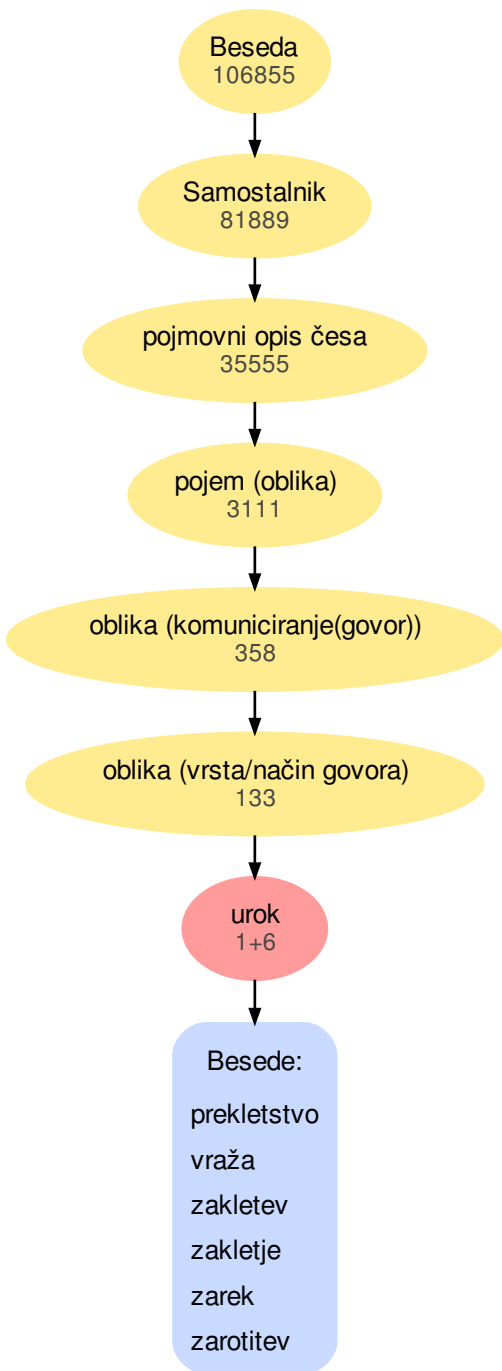 Beseda
106855
Samostalnik
81889
pojmovni opis česa
35555
pojem (oblika)
3111
oblika (komuniciranje(govor))
358
oblika (vrsta/način govora)
133
urok
1+6
Besede:
prekletstvo
vraža
zakletev
zakletje
zarek
zarotitev